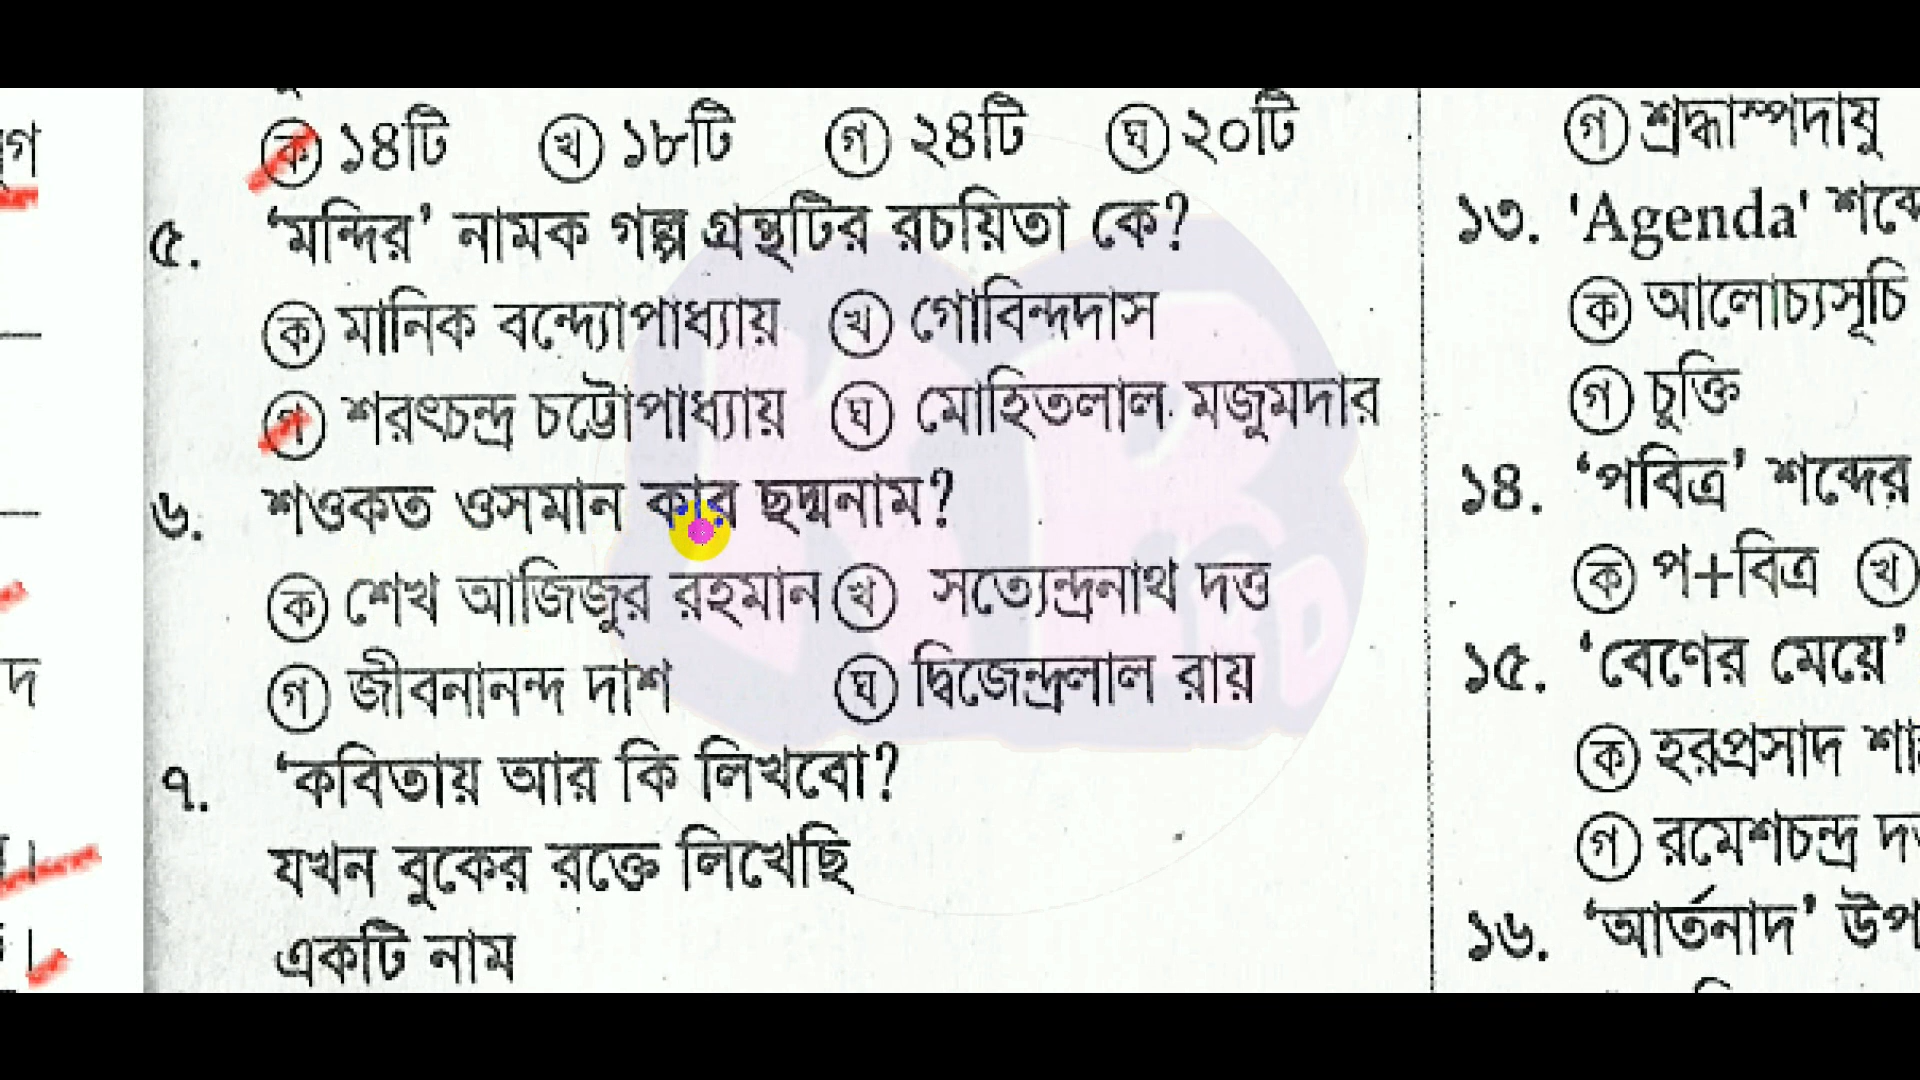 ক ১৪টি খ ১৮টি গ ২৪টি ঘ ২০টি
৫. 'মন্দির' নামক গল্প গ্রন্থটির রচয়িতা কে?
ক মানিক বন্দ্যোপাধ্যায় খ গোবিন্দদাস
গ শরৎচন্দ্র চট্টোপাধ্যায় ঘ মোহিতলাল মজুমদার
৬. শওকত ওসমান কার ছদ্মনাম?
ক শেখ আজিজুর রহমান খ সত্যেন্দ্রনাথ দত্ত
গ জীবনানন্দ দাশ ঘ দ্বিজেন্দ্রলাল রায়
৭. 'কবিতায় আর কি লিখবো?
যখন বুকের রক্তে লিখেছি
একটি নাম
গ শ্রদ্ধাস্পদায়ু
১৩. 'Agenda'
ক আলোচ্যসূচি
গ চুক্তি
১৪. 'পবিত্র' শব্দের
ক প+বিত্র খ
১৫. 'বেণের মেয়ে'
ক হরপ্রসাদ
গ রমেশচন্দ্র
১৬. 'আর্তনাদ'